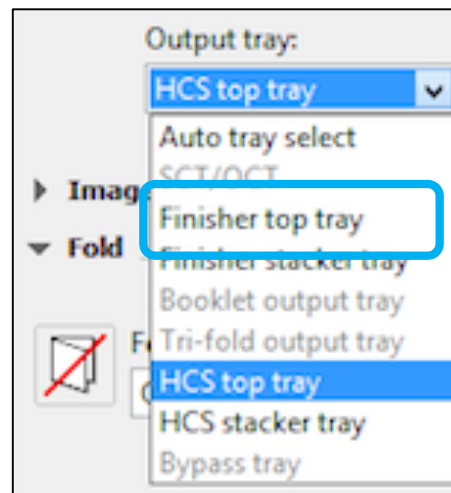 Output tray:
HCS top tray
Auto tray select
SCT/OCT
Imag
Finisher top tray
Fold
Finisher stacker tray
Booklet output tray
Tri-fold output tray
HCS top tray
HCS stacker tray
Bypass tray